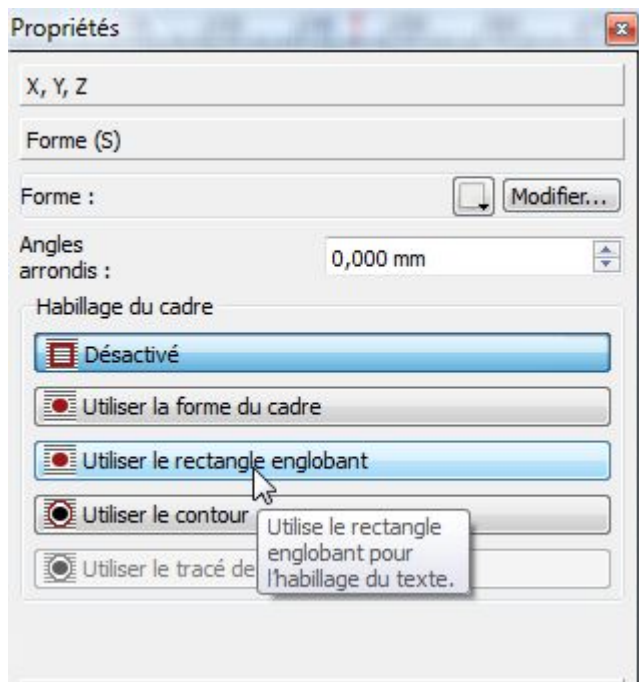 Propriétés
X, Y, Z
Forme (S)
Forme :
Modifier...
Angles
arrondis :
0,000 mm
Habillage du cadre
Désactivé
Utiliser la forme du cadre
Utiliser le rectangle englobant
Utiliser le contour
Utilise le rectangle
englobant pour
l'habillage du texte.
Utiliser le tracé de